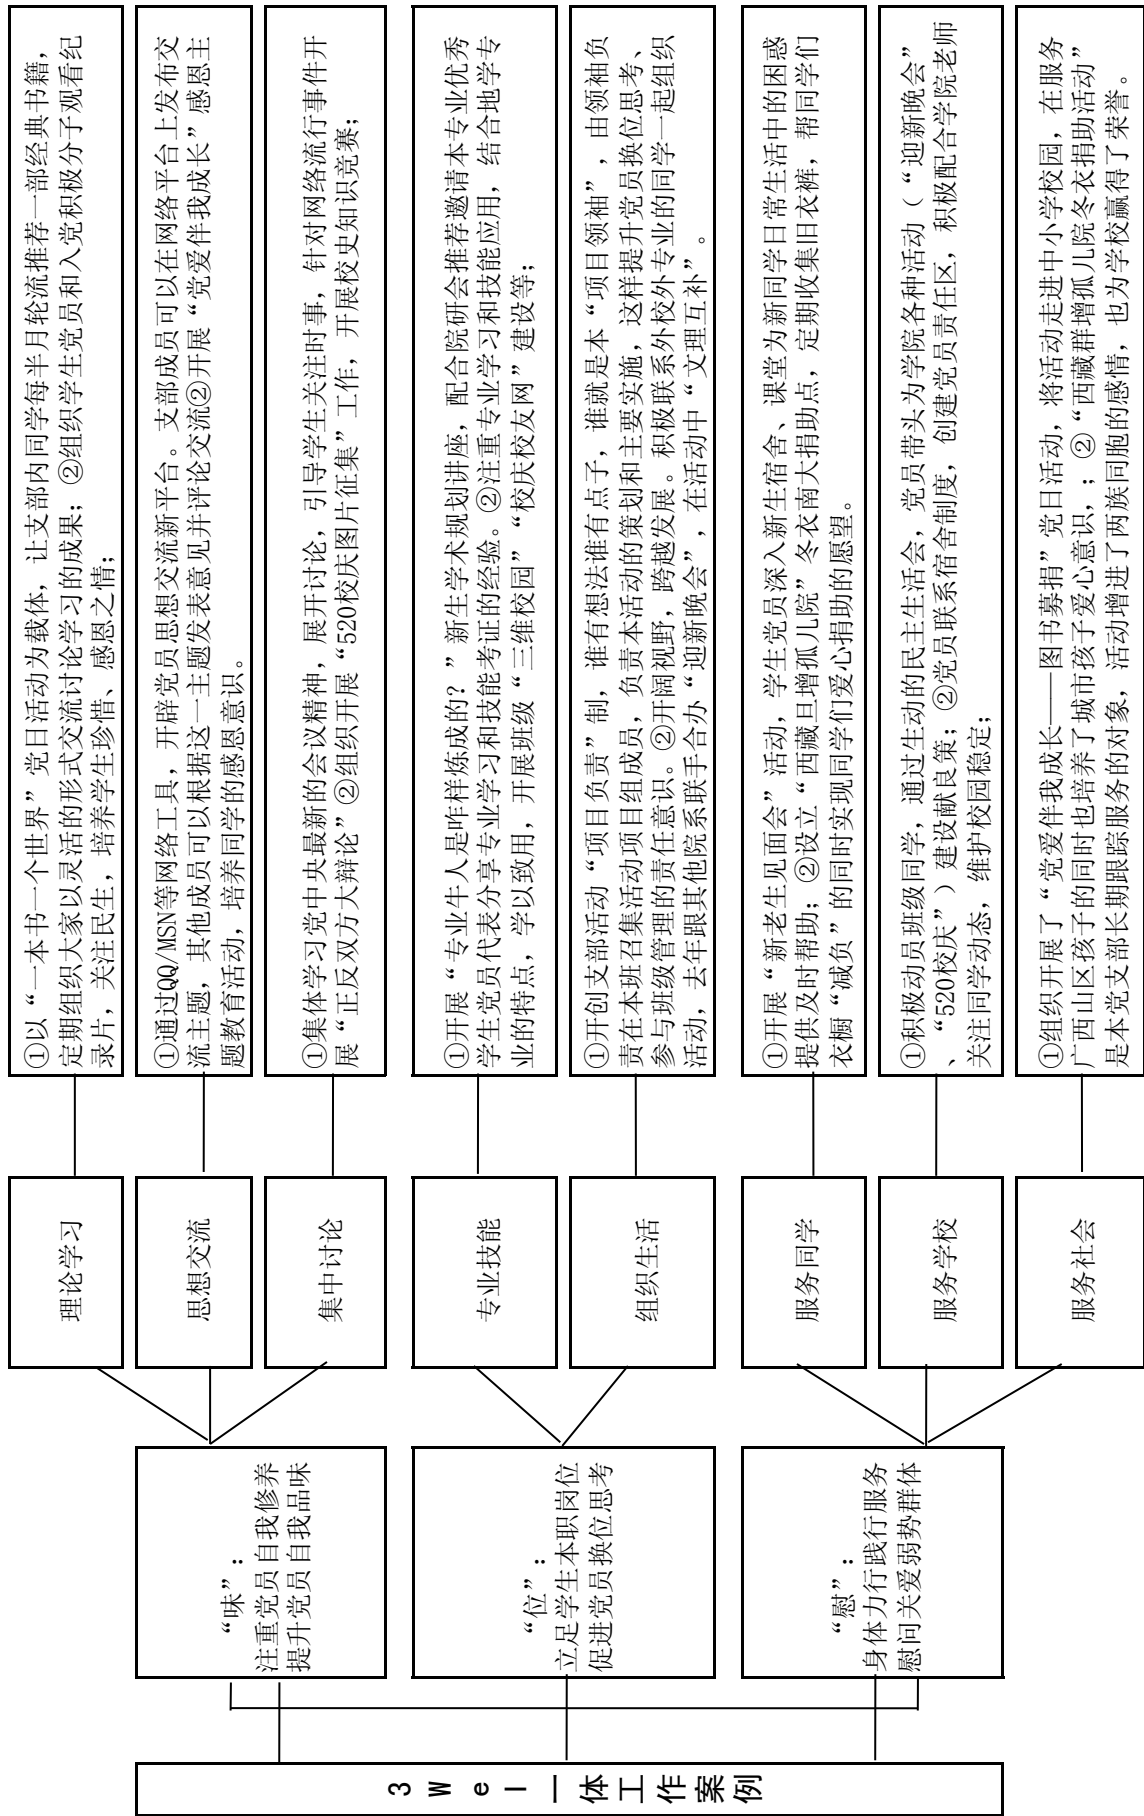 3 W e l 一 体 工 作 案 例
“味”：
注重党员自我修养
提升党员自我品味
理论学习
①以“一本书一个世界”党日活动为载体，让支部内同学每半月轮流推荐一部经典书籍，
定期组织大家以灵活的形式交流讨论学习的成果；②组织学生党员和入党积极分子观看纪
录片，关注民生，培养学生珍惜、感恩之情；
思想交流
①通过QQ/MSN等网络工具，开辟党员思想交流新平台。支部成员可以在网络平台上发布交
流主题，其他成员可以根据这一主题发表意见并评论交流②开展“党爱伴我成长”感恩主
题教育活动，培养同学的感恩意识。
集中讨论
①集体学习党中央最新的会议精神，展开讨论，引导学生关注时事，针对网络流行事件开
展“正反双方大辩论”②组织开展“520校庆图片征集”工作，开展校史知识竞赛；
“位”：
立足学生本职岗位
促进党员换位思考
专业技能
①开展“专业牛人是咋样炼成的？”新生学术规划讲座，配合院研会推荐邀请本专业优秀
学生党员代表分享专业学习和技能考证的经验。②注重专业学习和技能应用，结合地学专
业的特点，学以致用，开展班级“三维校园”“校庆校友网”建设等；
组织生活
①开创支部活动“项目负责”制，谁有想法谁有点子，谁就是本“项目领袖”，由领袖负
责在本班召集活动项目组成员，负责本活动的策划和主要实施，这样提升党员换位思考、
参与班级管理的责任意识。②开阔视野，跨越发展。积极联系外校外专业的同学一起组织
活动，去年跟其他院系联手合办“迎新晚会”，在活动中“文理互补”。
“慰”：
身体力行践行服务
慰问关爱弱势群体
服务同学
①开展“新老生见面会”活动，学生党员深入新生宿舍、课堂为新同学日常生活中的困惑
提供及时帮助；②设立“西藏旦增孤儿院”冬衣南大捐助点，定期收集旧衣裤，帮同学们
衣橱“减负”的同时实现同学们爱心捐助的愿望。
服务学校
①积极动员班级同学，通过生动的民主生活会，党员带头为学院各种活动（“迎新晚会”
、“520校庆”）建设献良策；②党员联系宿舍制度，创建党员责任区，积极配合学院老师
关注同学动态，维护校园稳定；
服务社会
①组织开展了“党爱伴我成长——图书募捐”党日活动，将活动走进中小学校园，在服务
广西山区孩子的同时也培养了城市孩子爱心意识，；②“西藏群增孤儿院冬衣捐助活动”
是本党支部长期跟踪服务的对象，活动增进了两族同胞的感情，也为学校赢得了荣誉。